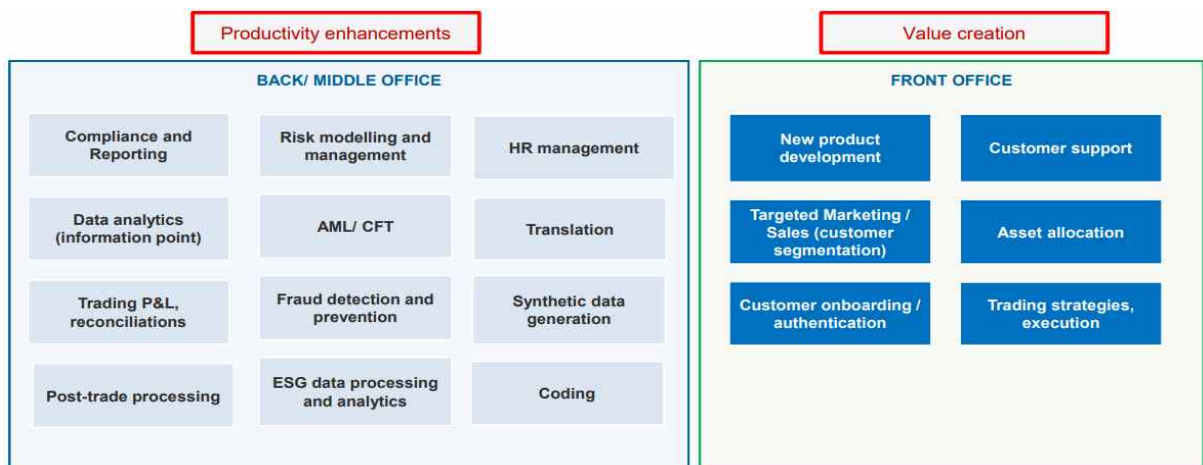 Productivity enhancements
Value creation
BACK/ MIDDLE OFFICE
Compliance and
Reporting
Risk modelling and
management
HR management
Data analytics
(information point)
AML/ CFT
Translation
Trading P&L,
reconciliations
Fraud detection and
prevention
Synthetic data
generation
Post-trade processing
ESG data processing
and analytics
Coding
FRONT OFFICE
New product
development
Customer support
Targeted Marketing /
Sales (customer
segmentation)
Asset allocation
Customer onboarding /
authentication
Trading strategies,
execution